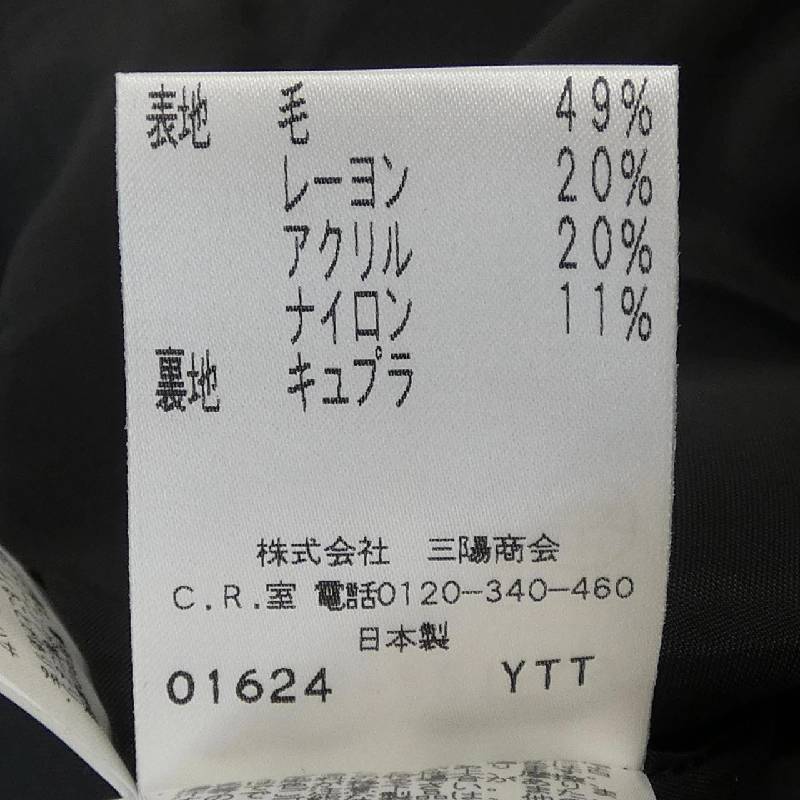 表地 毛 49%
レーヨン 20%
アクリル 20%
ナイロン 11%
裏地 キュプラ
株式会社 三陽商会
C.R.室 電話0120-340-460
日本製
01624 YTT